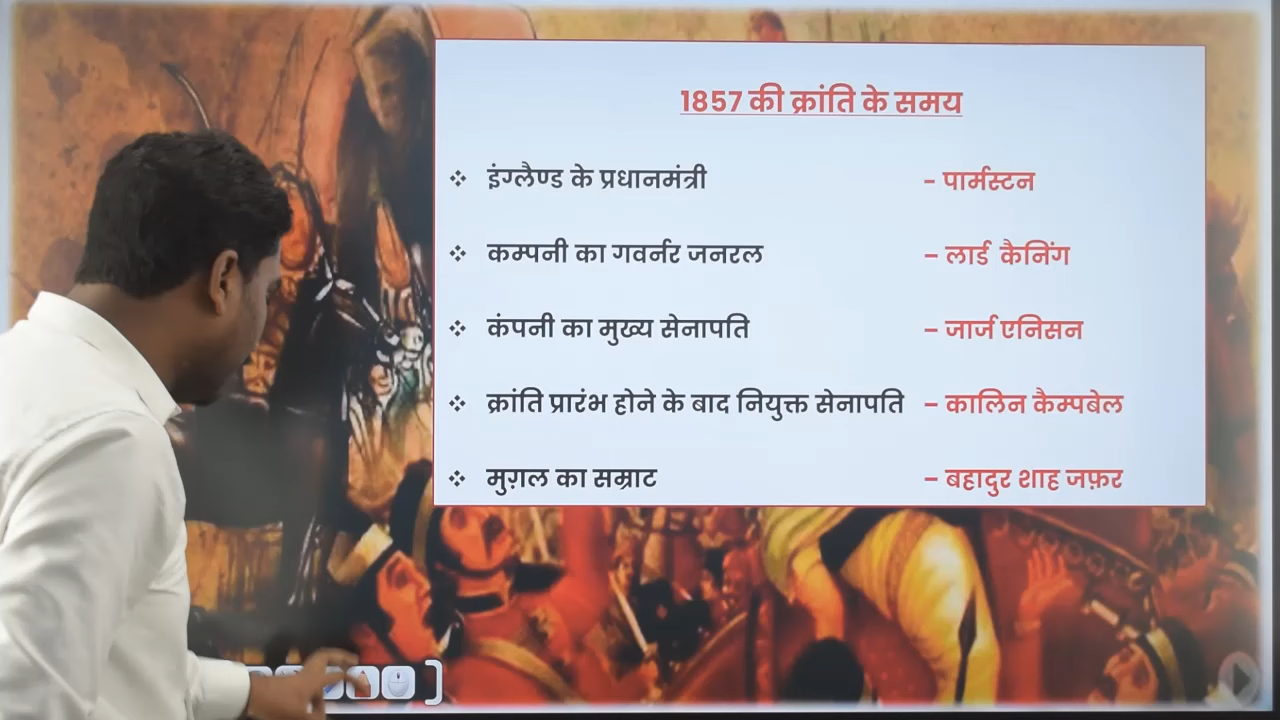 1857 की क्रांति के समय
❖ इंग्लैण्ड के प्रधानमंत्री – पार्मस्टन
❖ कम्पनी का गवर्नर जनरल – लार्ड कैनिंग
❖ कंपनी का मुख्य सेनापति – जार्ज एनिसन
❖ क्रांति प्रारंभ होने के बाद नियुक्त सेनापति – कालिन कैम्पबेल
❖ मुग़ल का सम्राट – बहादुर शाह जफ़र